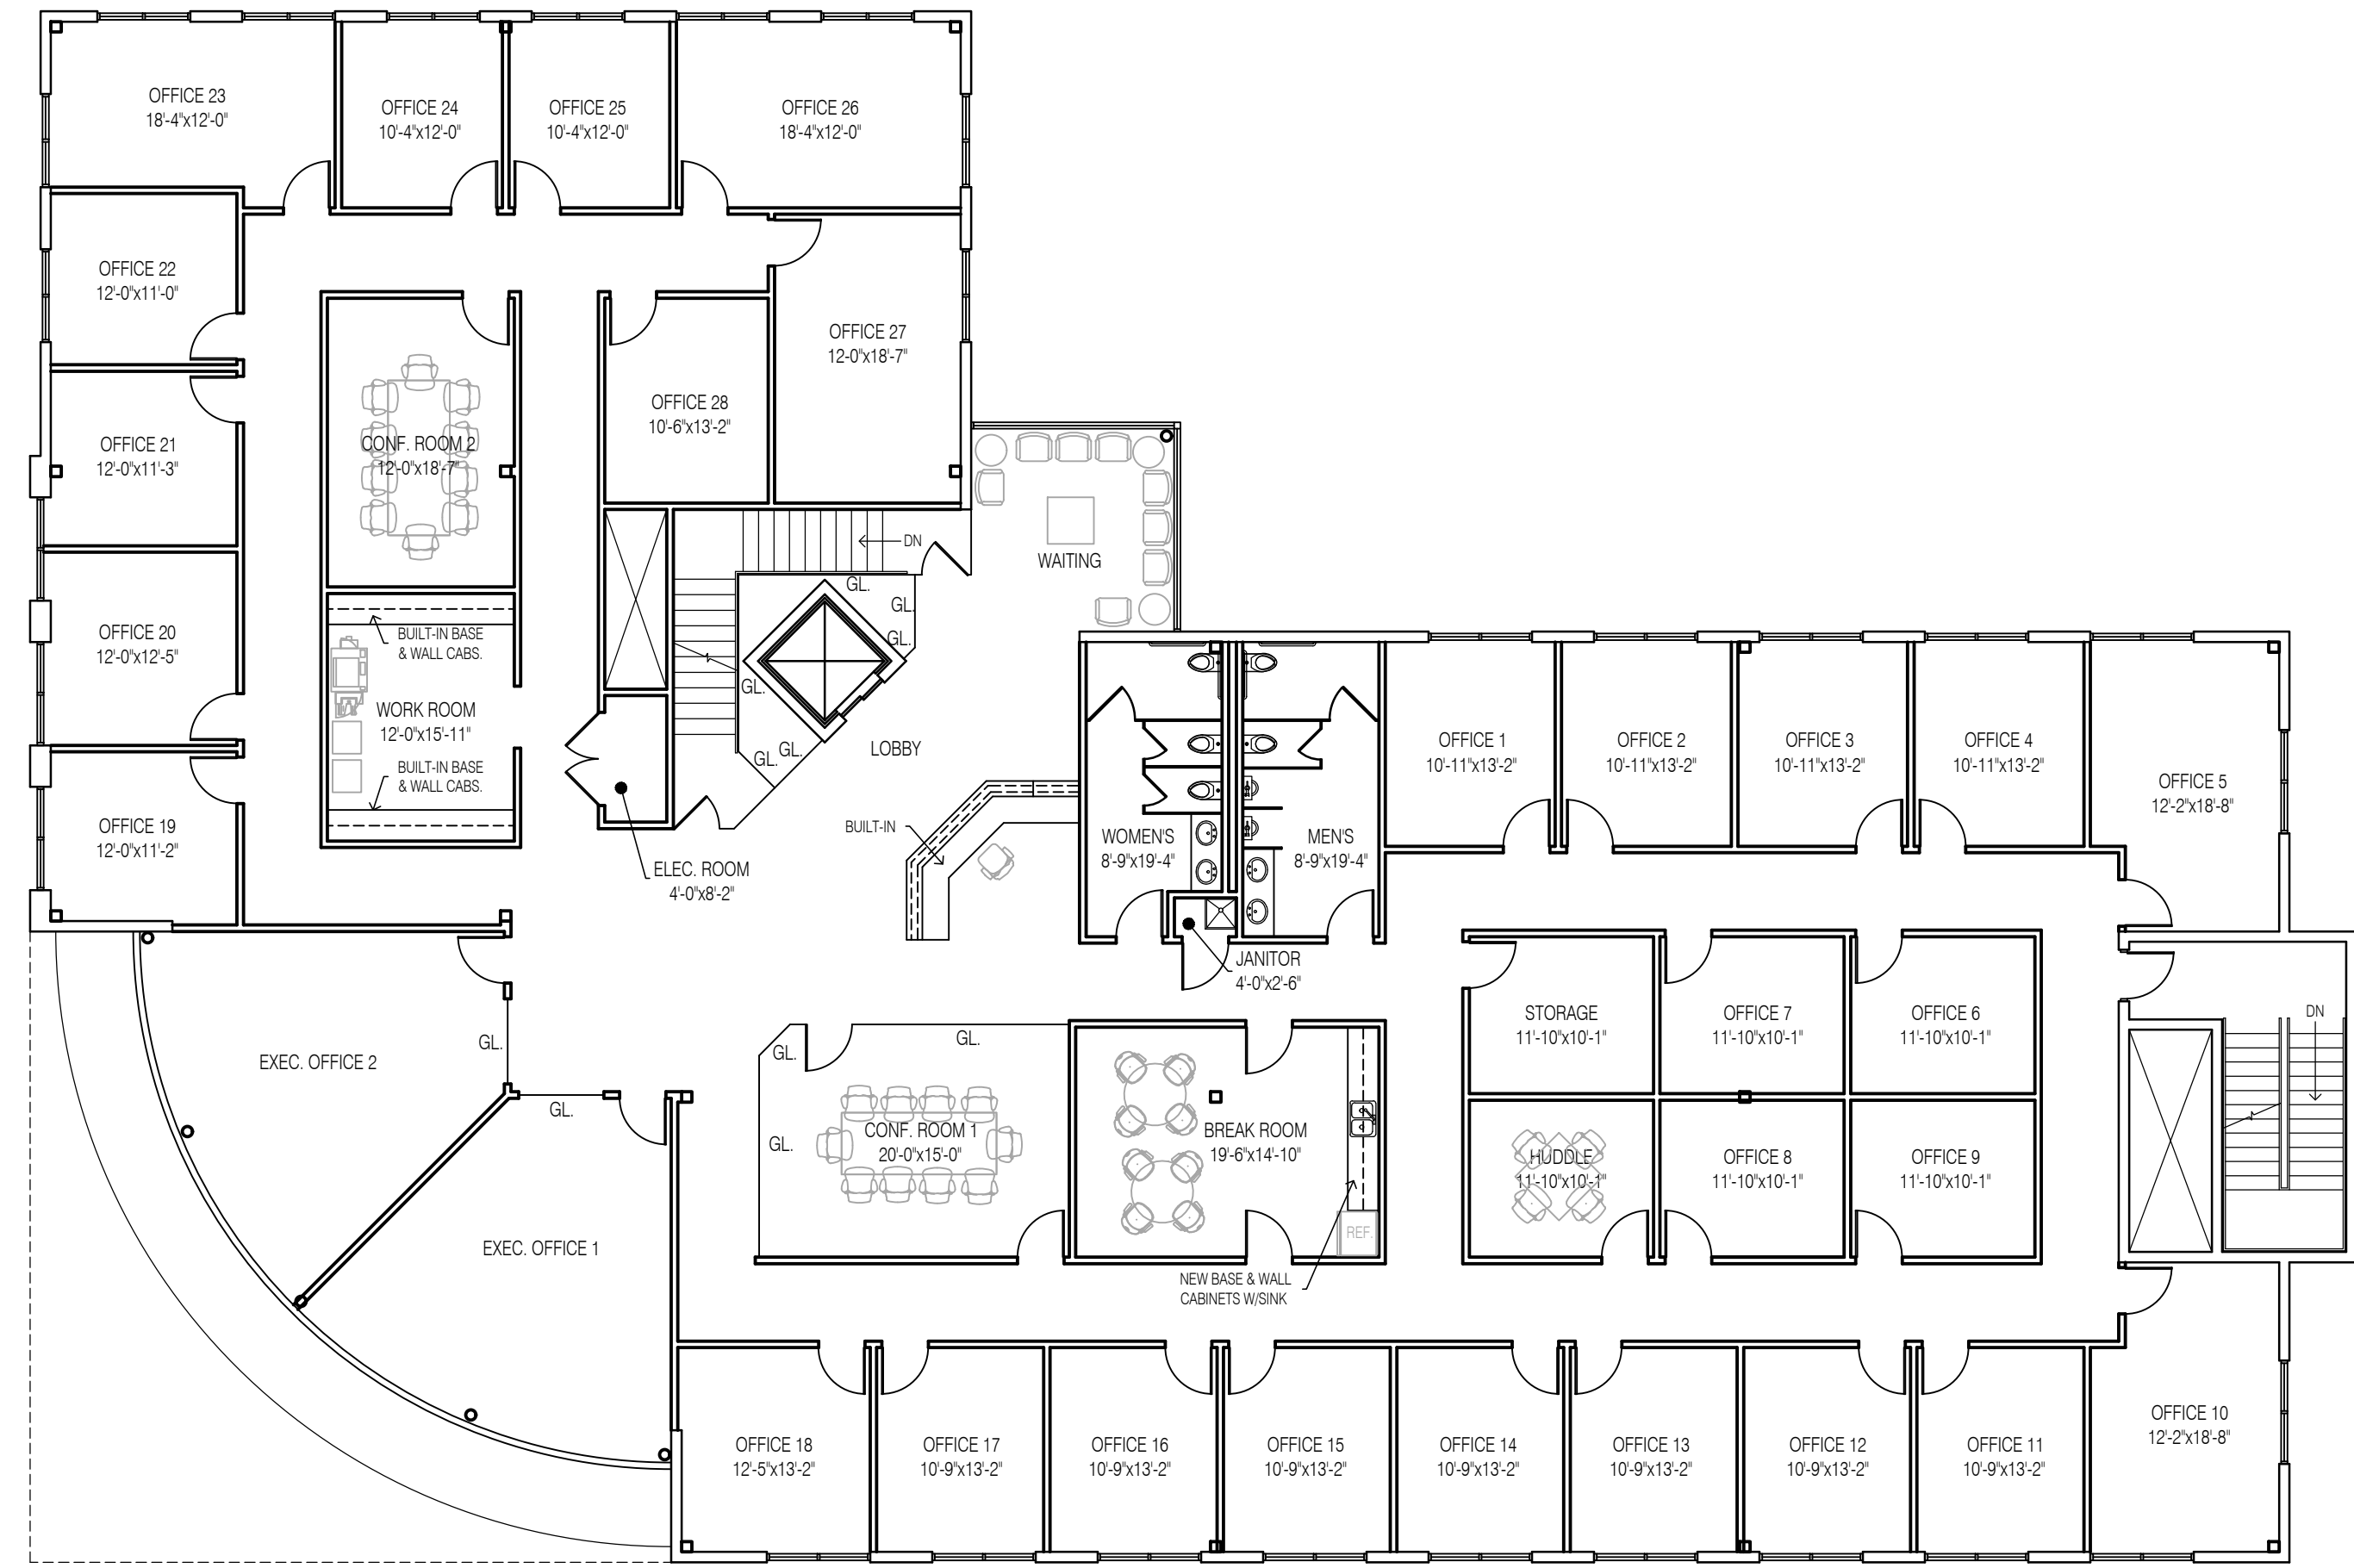 OFFICE 23
18'-4"x12'-0"
OFFICE 24
10'-4"x12'-0"
OFFICE 25
10'-4"x12'-0"
OFFICE 26
18'-4"x12'-0"
OFFICE 22
12'-0"x11'-0"
OFFICE 27
12-0"x18'-7"
OFFICE 28
10'-6"x13'-2"
OFFICE 21
12'-0"x11'-3"
CONF. ROOM 2
12'-0"x18'-7"
DN
WAITING
GL.
GL.
GL.
OFFICE 20
12'-0"x12'-5"
BUILT-IN BASE
& WALL CABS.
GL.
WORK ROOM
12'-0"x15'-11"
LOBBY
GL.
GL.
BUILT-IN BASE
& WALL CABS.
OFFICE 19
12'-0"x11'-2"
BUILT-IN
ELEC. ROOM
4'-0"x8'-2"
WOMEN'S
8'-9"x19'-4"
MEN'S
8'-9"x19'-4"
OFFICE 1
10'-11"x13'-2"
OFFICE 2
10'-11"x13'-2"
OFFICE 3
10'-11"x13'-2"
OFFICE 4
10'-11"x13'-2"
OFFICE 5
12'-2"x18'-8"
JANITOR
4'-0"x2'-6"
STORAGE
11'-10"x10'-1"
OFFICE 7
11'-10"x10'-1"
OFFICE 6
11'-10"x10'-1"
DN
EXEC. OFFICE 2
GL.
GL.
GL.
GL.
GL.
CONF. ROOM 1
20'-0"x15'-0"
BREAK ROOM
19'-6"x14'-10"
HUDDLE
11'-10"x10'-1"
OFFICE 8
11'-10"x10'-1"
OFFICE 9
11'-10"x10'-1"
REF.
EXEC. OFFICE 1
NEW BASE & WALL
CABINETS W/SINK
OFFICE 18
12'-5"x13'-2"
OFFICE 17
10'-9"x13'-2"
OFFICE 16
10'-9"x13'-2"
OFFICE 15
10'-9"x13'-2"
OFFICE 14
10'-9"x13'-2"
OFFICE 13
10'-9"x13'-2"
OFFICE 12
10'-9"x13'-2"
OFFICE 11
10'-9"x13'-2"
OFFICE 10
12'-2"x18'-8"